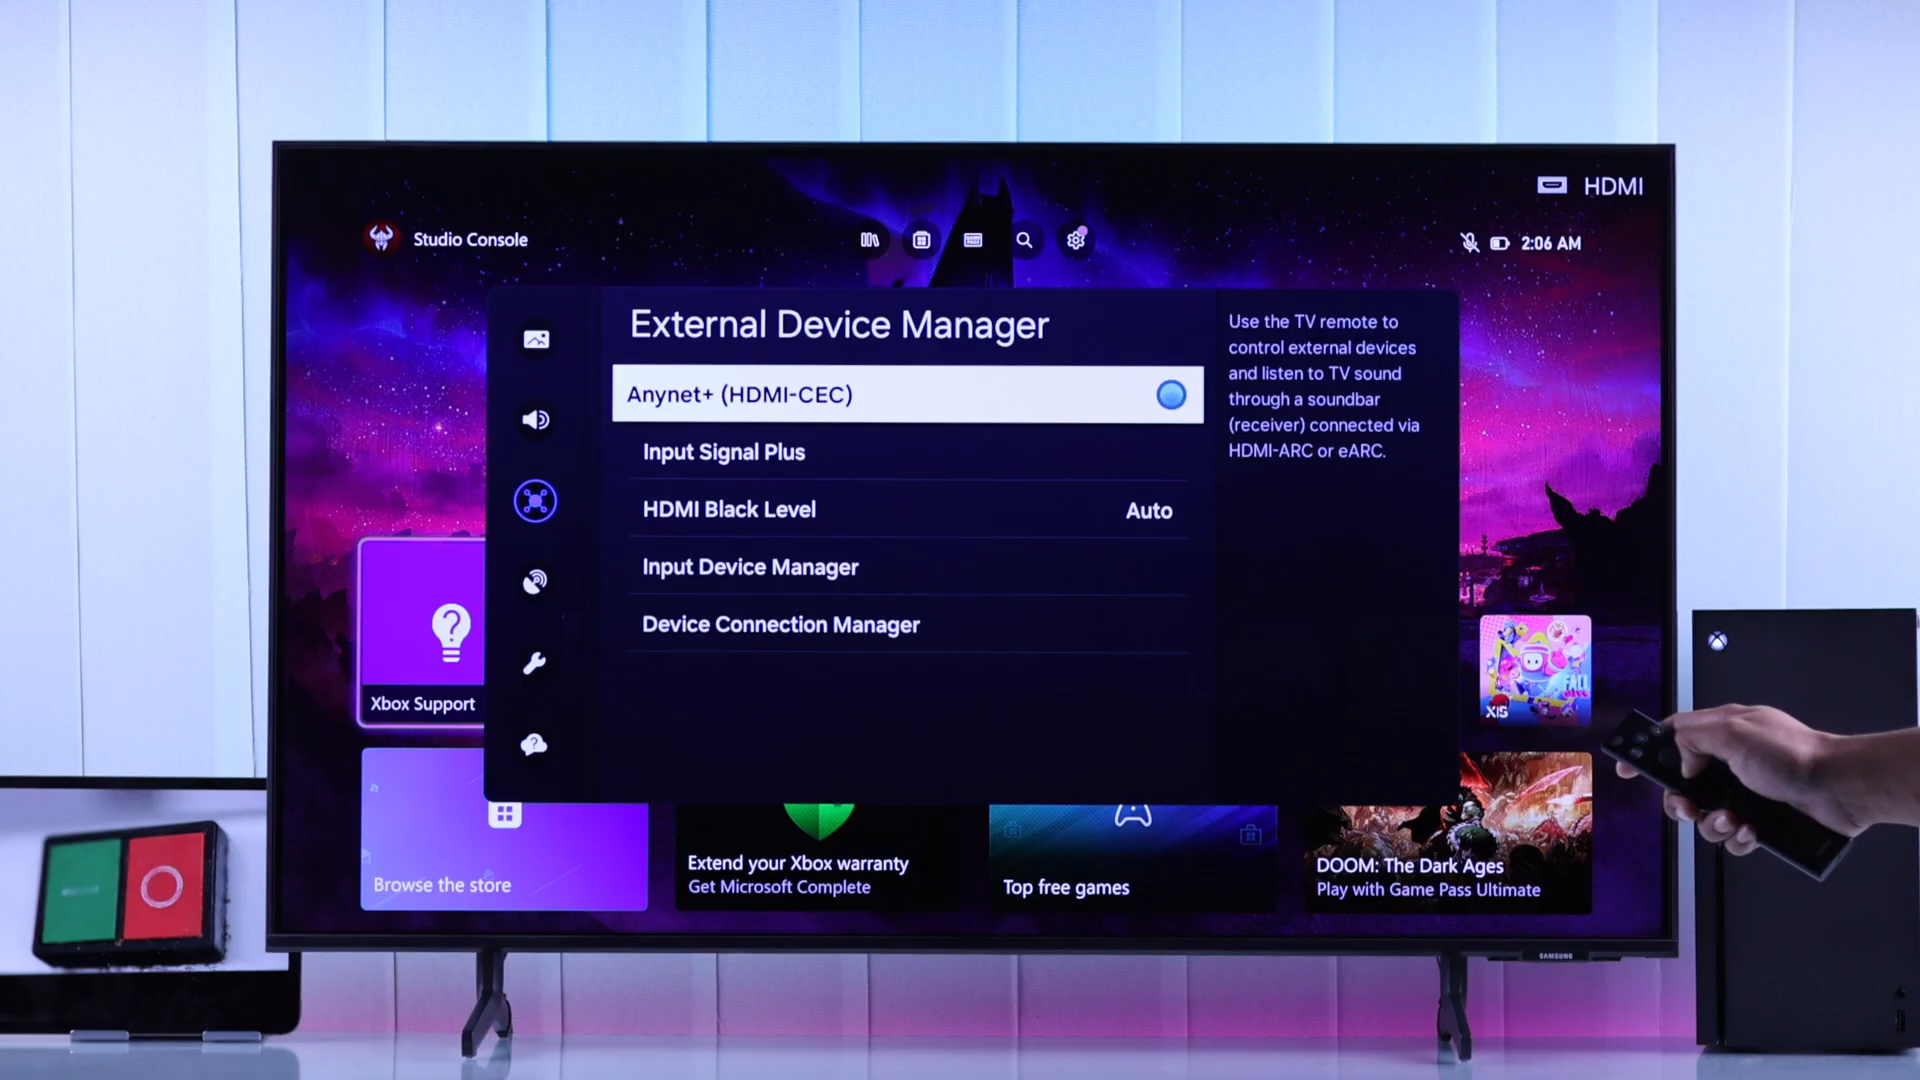 HDMI
Studio Console
2:06 AM
External Device Manager
Anynet+ (HDMI-CEC)
Input Signal Plus
HDMI Black Level
Auto
Input Device Manager
Device Connection Manager
Use the TV remote to
control external devices
and listen to TV sound
through a soundbar
(receiver) connected via
HDMI-ARC or eARC.
Xbox Support
FALL
X|S
Browse the store
Extend your Xbox warranty
Get Microsoft Complete
Top free games
DOOM: The Dark Ages
Play with Game Pass Ultimate
SAMSUNG